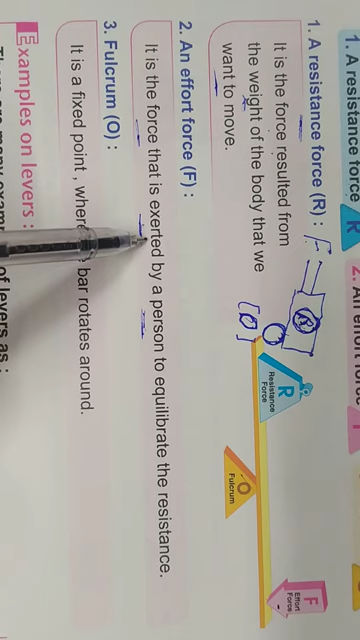 1. A resistance force
R
2. An effort force
1. A resistance force (R) :
It is the force resulted from
the weight of the body that we
want to move.
R
Resistance
Force
O
Fulcrum
F
Effort
Force
2. An effort force (F) :
It is the force that is exerted by a person to equilibrate the resistance.
3. Fulcrum (O) :
It is a fixed point , where bar rotates around.
Examples on levers :
of levers as :